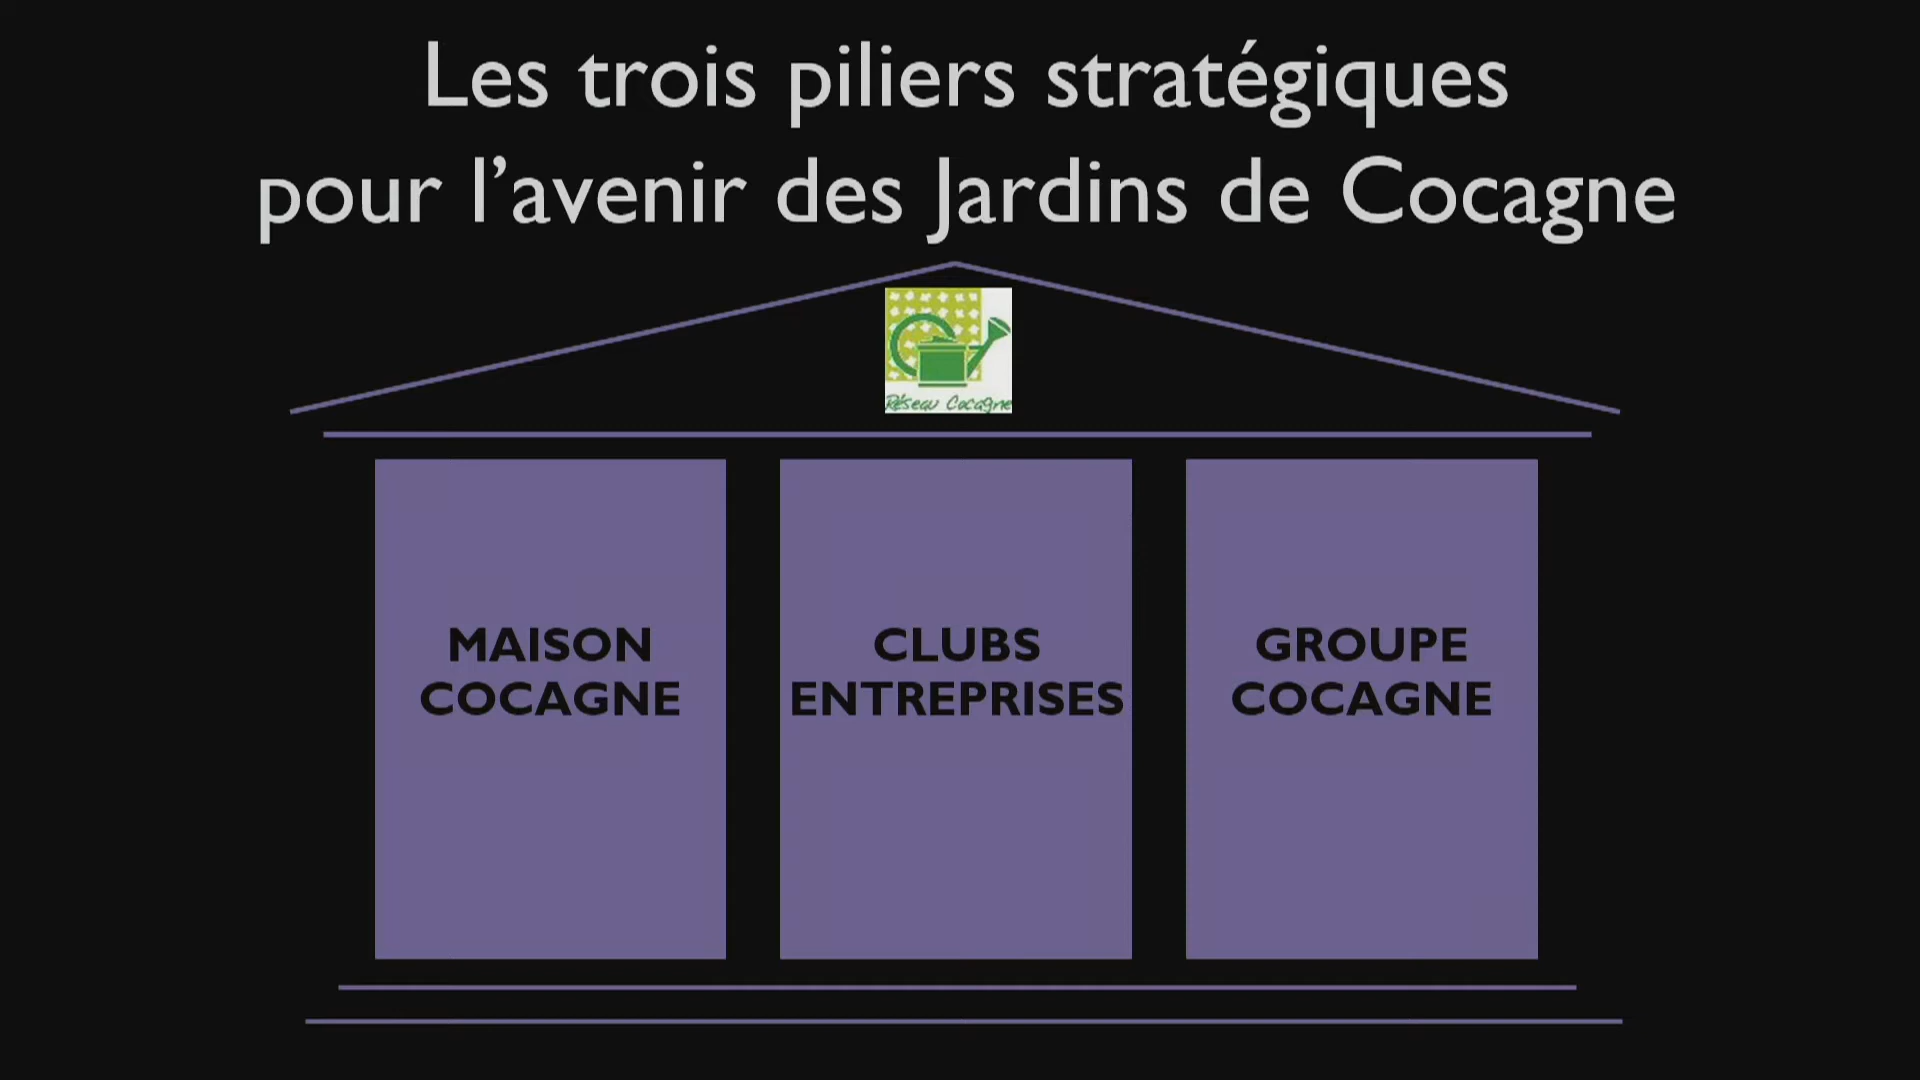 Les trois piliers stratégiques
pour l’avenir des Jardins de Cocagne
Réseau Cocagne
MAISON
COCAGNE
CLUBS
ENTREPRISES
GROUPE
COCAGNE